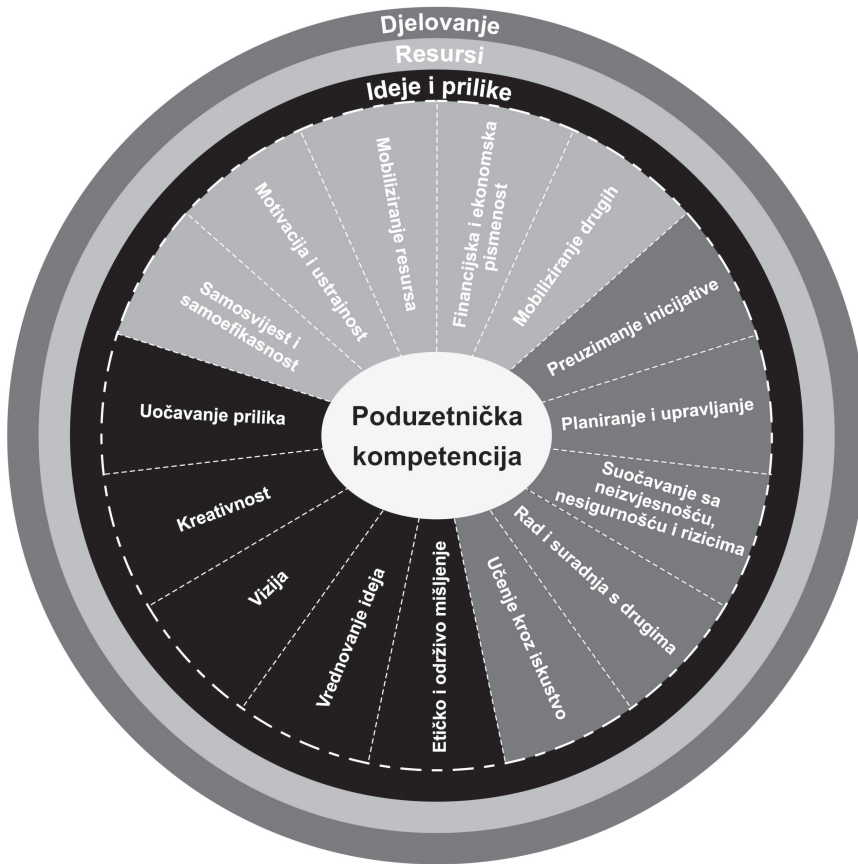 Djelovanje
Resursi
Ideje i prilike
Samosvijest i
samoefikasnost
Motivacija i ustrajnost
Mobiliziranje resursa
Financijska i ekonomska
pismenost
Mobiliziranje drugih
Preuzimanje inicijative
Planiranje i upravljanje
Suočavanje sa
neizvjesnošću,
nesigurnošću i rizicima
Rad i suradnja s drugima
Učenje kroz iskustvo
Etičko i održivo mišljenje
Vrednovanje ideja
Vizija
Kreativnost
Uočavanje prilika
Poduzetnička
kompetencija